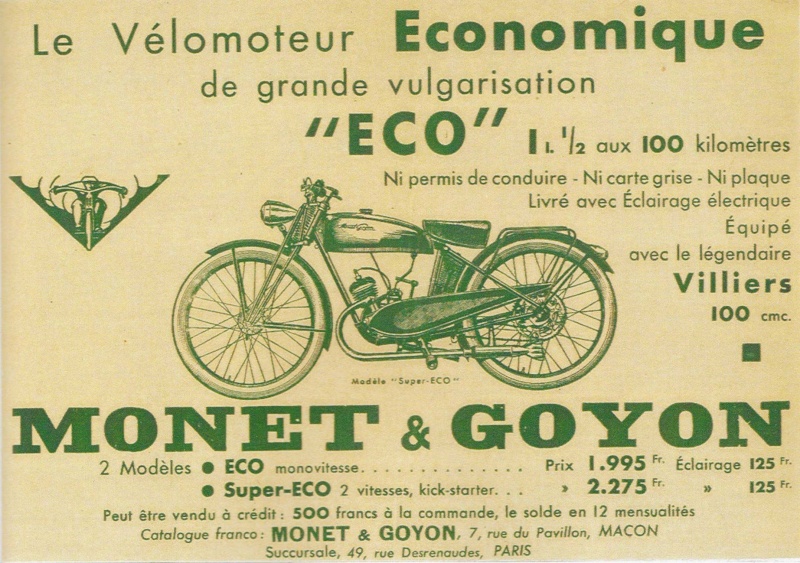 Le Vélomoteur Economique
de grande vulgarisation
"ECO" 1 l. 1/2 aux 100 kilomètres
Ni permis de conduire - Ni carte grise - Ni plaque
Livré avec Éclairage électrique
Équipé
avec le légendaire
Villiers
100 cmc.
Modèle "Super-ECO"
MONET & GOYON
2 Modèles ● ECO monovitesse. . . . . . . . . . . . . Prix 1.995 Fr. Éclairage 125 Fr.
● Super-ECO 2 vitesses, kick-starter. . . » 2.275 Fr. » 125 Fr.
Peut être vendu à crédit : 500 francs à la commande, le solde en 12 mensualités
Catalogue franco : MONET & GOYON, 7, rue du Pavillon, MACON
Succursale, 49, rue Desrenaudes, PARIS